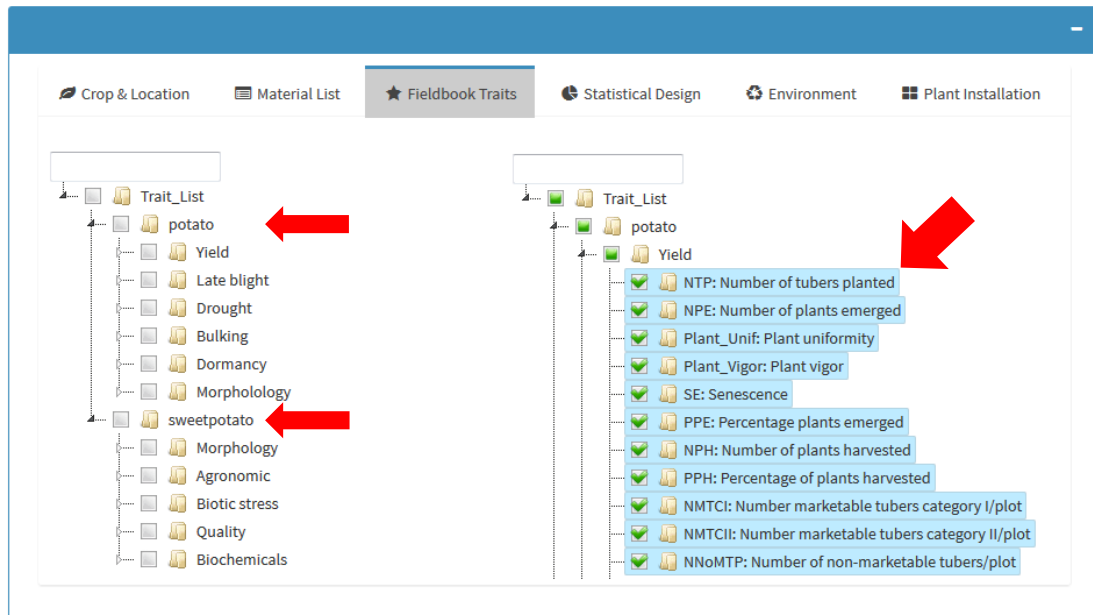 Crop & Location Material List Fieldbook Traits Statistical Design Environment Plant Installation
Trait_List
potato
Yield
Late blight
Drought
Bulking
Dormancy
Morpholology
sweetpotato
Morphology
Agronomic
Biotic stress
Quality
Biochemicals
Trait_List
potato
Yield
NTP: Number of tubers planted
NPE: Number of plants emerged
Plant_Unif: Plant uniformity
Plant_Vigor: Plant vigor
SE: Senescence
PPE: Percentage plants emerged
NPH: Number of plants harvested
PPH: Percentage of plants harvested
NMTCI: Number marketable tubers category I/plot
NMTCII: Number marketable tubers category II/plot
NNoMTP: Number of non-marketable tubers/plot